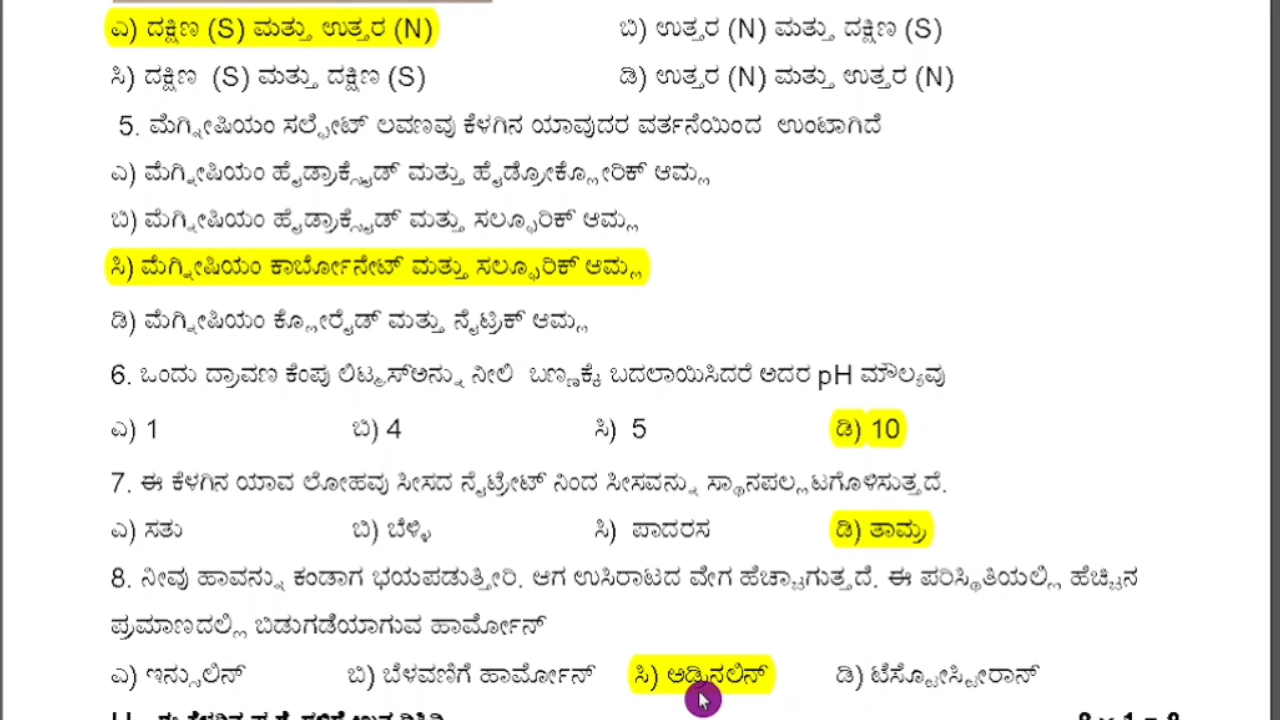 ಎ) ದಕ್ಷಿಣ (S) ಮತ್ತು ಉತ್ತರ (N) ಬಿ) ಉತ್ತರ (N) ಮತ್ತು ದಕ್ಷಿಣ (S)
ಸಿ) ದಕ್ಷಿಣ (S) ಮತ್ತು ದಕ್ಷಿಣ (S) ಡಿ) ಉತ್ತರ (N) ಮತ್ತು ಉತ್ತರ (N)
5. ಮೆಗ್ನೀಷಿಯಂ ಸಲ್ಫೇಟ್ ಲವಣವು ಕೆಳಗಿನ ಯಾವುದರ ವರ್ತನೆಯಿಂದ ಉಂಟಾಗಿದೆ
ಎ) ಮೆಗ್ನೀಷಿಯಂ ಹೈಡ್ರಾಕ್ಸೈಡ್ ಮತ್ತು ಹೈಡ್ರೋಕ್ಲೋರಿಕ್ ಆಮ್ಲ
ಬಿ) ಮೆಗ್ನೀಷಿಯಂ ಹೈಡ್ರಾಕ್ಸೈಡ್ ಮತ್ತು ಸಲ್ಫ್ಯೂರಿಕ್ ಆಮ್ಲ
ಸಿ) ಮೆಗ್ನೀಷಿಯಂ ಕಾರ್ಬೋನೇಟ್ ಮತ್ತು ಸಲ್ಫ್ಯೂರಿಕ್ ಆಮ್ಲ
ಡಿ) ಮೆಗ್ನೀಷಿಯಂ ಕ್ಲೋರೈಡ್ ಮತ್ತು ನೈಟ್ರಿಕ್ ಆಮ್ಲ
6. ಒಂದು ದ್ರಾವಣ ಕೆಂಪು ಲಿಟ್ಮಸ್ಅನ್ನು ನೀಲಿ ಬಣ್ಣಕ್ಕೆ ಬದಲಾಯಿಸಿದರೆ ಅದರ pH ಮೌಲ್ಯವು
ಎ) 1 ಬಿ) 4 ಸಿ) 5 ಡಿ) 10
7. ಈ ಕೆಳಗಿನ ಯಾವ ಲೋಹವು ಸೀಸದ ನೈಟ್ರೇಟ್ ನಿಂದ ಸೀಸವನ್ನು ಸ್ಥಾನಪಲ್ಲಟಗೊಳಿಸುತ್ತದೆ.
ಎ) ಸತು ಬಿ) ಬೆಳ್ಳಿ ಸಿ) ಪಾದರಸ ಡಿ) ತಾಮ್ರ
8. ನೀವು ಹಾವನ್ನು ಕಂಡಾಗ ಭಯಪಡುತ್ತೀರಿ. ಆಗ ಉಸಿರಾಟದ ವೇಗ ಹೆಚ್ಚಾಗುತ್ತದೆ. ಈ ಪರಿಸ್ಥಿತಿಯಲ್ಲಿ ಹೆಚ್ಚಿನ
ಪ್ರಮಾಣದಲ್ಲಿ ಬಿಡುಗಡೆಯಾಗುವ ಹಾರ್ಮೋನ್
ಎ) ಇನ್ಸುಲಿನ್ ಬಿ) ಬೆಳವಣಿಗೆ ಹಾರ್ಮೋನ್ ಸಿ) ಅಡ್ರಿನಲಿನ್ ಡಿ) ಟೆಸ್ಟೋಸ್ಟೀರಾನ್